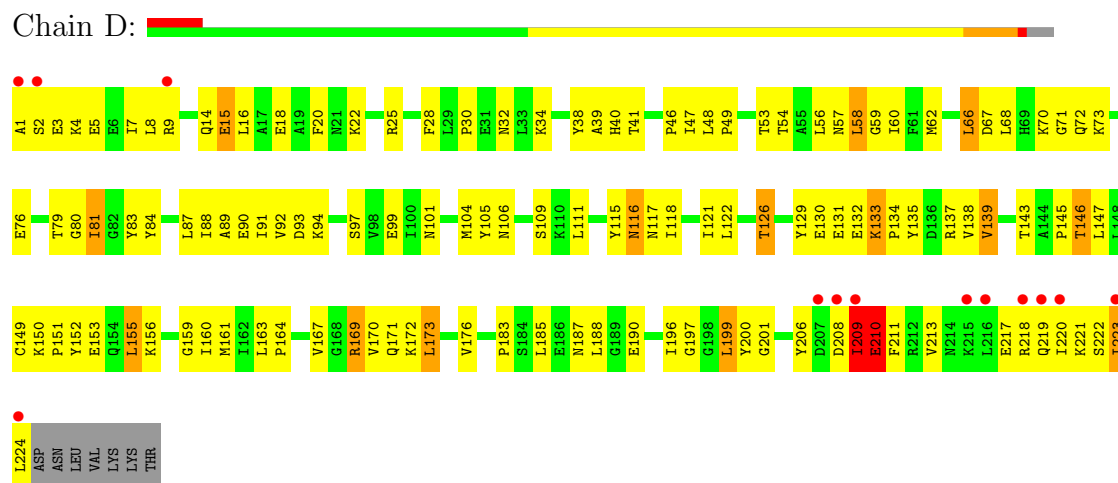 Chain D:
A1 S2 E3 K4 E5 E6 I7 L8 R9 Q14 E15 L16 A17 E18 A19 F20 N21 K22 R25 F28 L29 P30 E31 N32 L33 K34 Y38 A39 H40 T41 P46 I47 L48 P49 T53 T54 A55 L56 N57 L58 G59 I60 F61 M62 L66 D67 L68 H69 K70 G71 Q72 K73
E76 T79 G80 I81 G82 Y83 Y84 L87 I88 A89 E90 I91 V92 D93 K94 S97 V98 E99 I100 N101 M104 Y105 N106 S109 K110 L111 Y115 N116 N117 I118 I121 L122 T126 Y129 E130 E131 E132 K133 P134 Y135 D136 R137 V138 V139 T143 A144 P145 T146 L147 L148
C149 K150 P151 Y152 E153 Q154 L155 K156 G159 I160 M161 I162 L163 P164 V167 G168 R169 V170 Q171 K172 L173 V176 P183 S184 L185 E186 N187 L188 G189 E190 I196 G197 G198 L199 Y200 G201 Y206 D207 D208 I209 E210 F211 R212 V213 N214 K215 L216 E217 R218 Q219 I220 K221 S222 I223
L224 ASP ASN LEU VAL LYS LYS THR